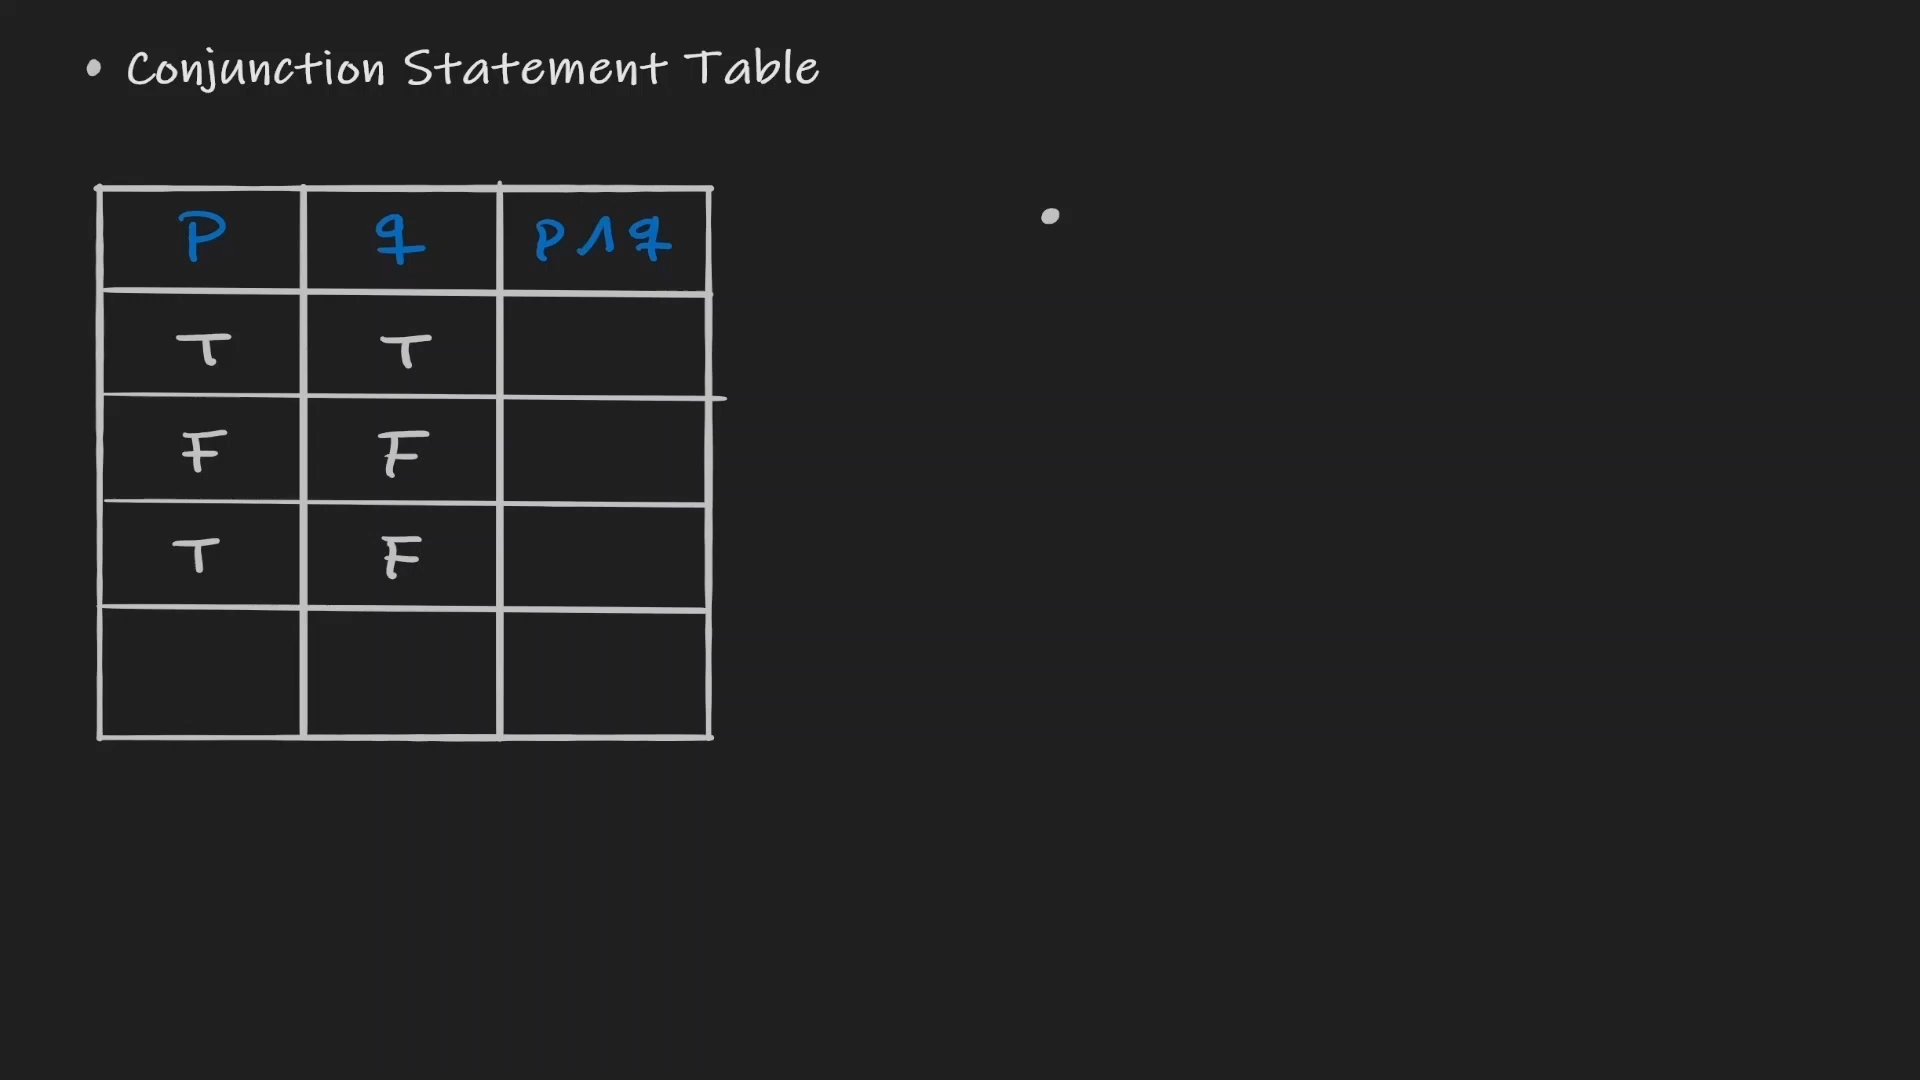 • Conjunction Statement Table
P q p∧q
T T
F F
T F